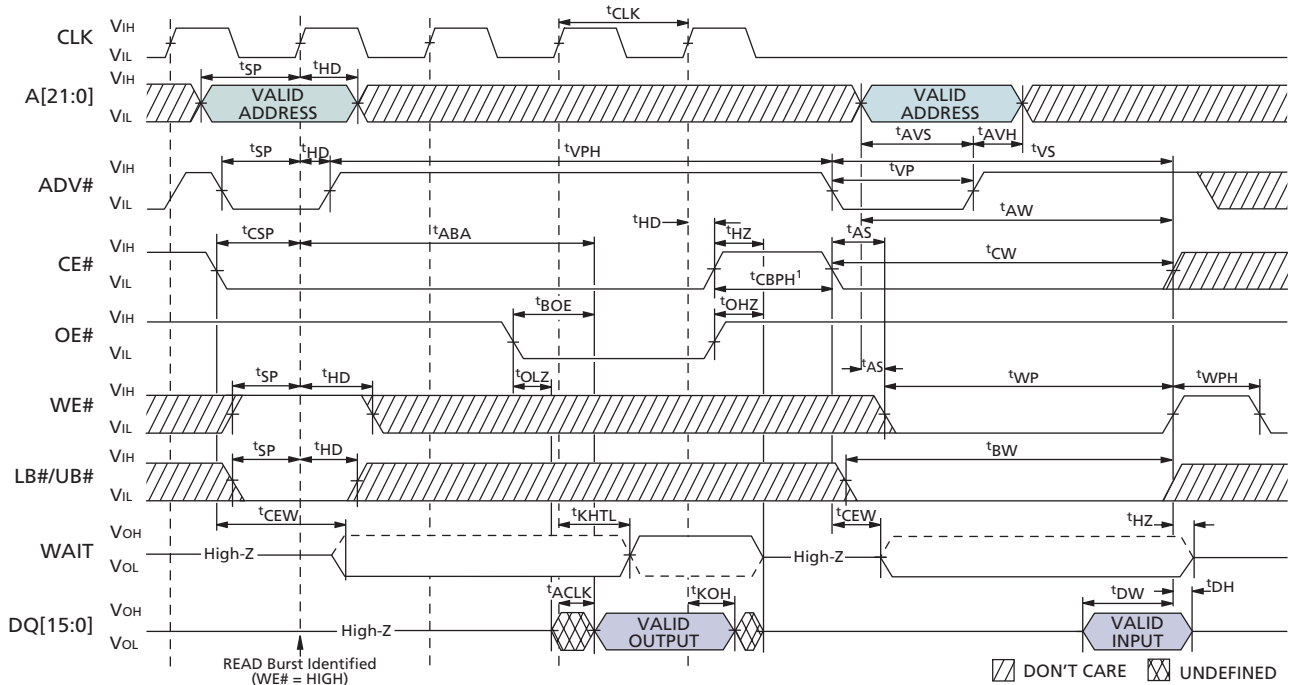 CLK VIH VIL tCLK
A[21:0] VIH VIL tSP tHD VALID ADDRESS VALID ADDRESS
tAVS tAVH
ADV# VIH VIL tSP tHD tVPH tVS
tVP
tAW
CE# VIH VIL tCSP tABA tHD tHZ tAS
tCW
tCBPH1
OE# VIH VIL tBOE tOHZ
tOLZ tAS
WE# VIH VIL tSP tHD tWP tWPH
LB#/UB# VIH VIL tSP tHD tBW
WAIT VOH VOL tCEW High-Z tKHTL High-Z tCEW tHZ
DQ[15:0] VOH VOL High-Z tACLK VALID OUTPUT tKOH tDW VALID INPUT tDH
READ Burst Identified
(WE# = HIGH)
DON'T CARE UNDEFINED